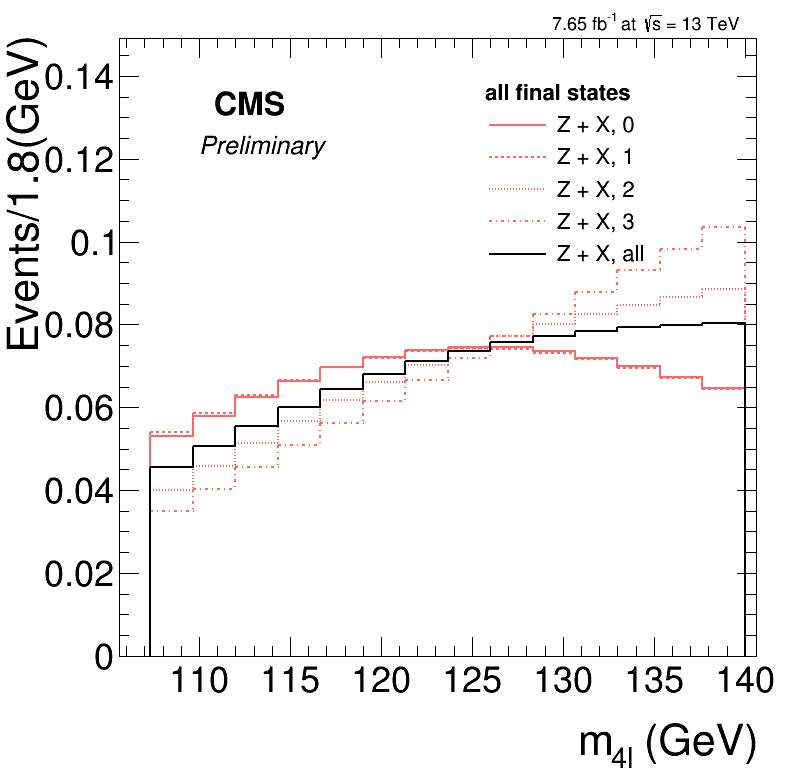 7.65 fb⁻¹ at √s = 13 TeV
Events/1.8(GeV)
0.14
0.12
0.1
0.08
0.06
0.04
0.02
0
CMS
Preliminary
all final states
Z + X, 0
Z + X, 1
Z + X, 2
Z + X, 3
Z + X, all
110 115 120 125 130 135 140
m4l (GeV)